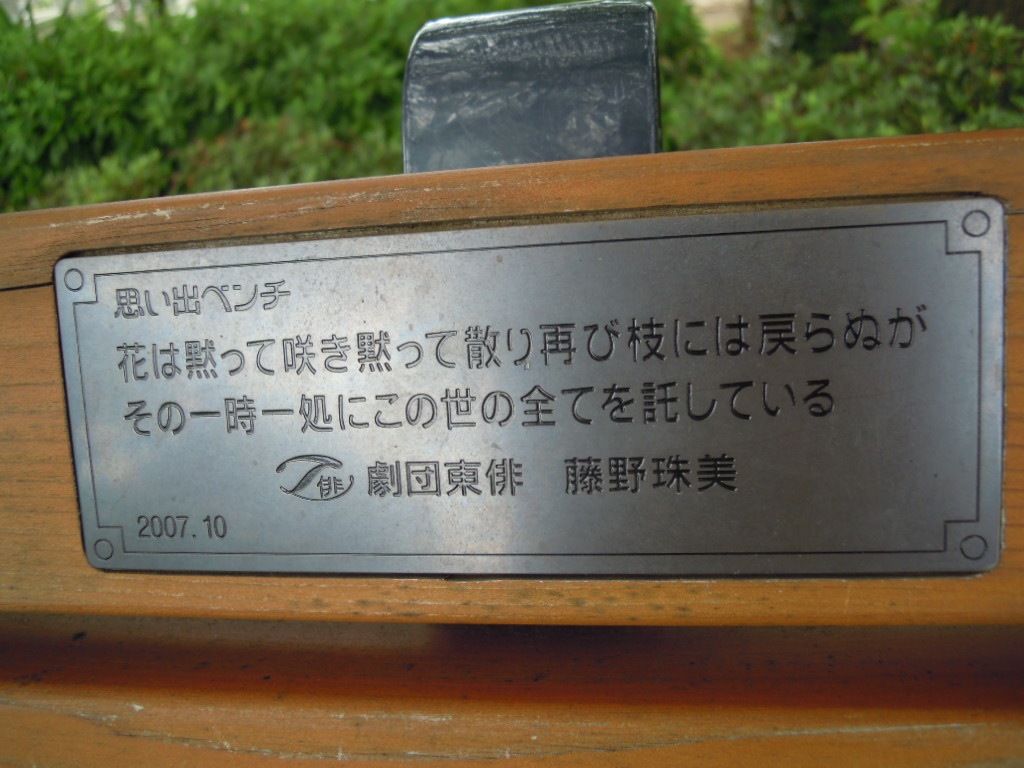 思い出ベンチ
花は黙って咲き黙って散り再び枝には戻らぬが
その一時一処にこの世の全てを託している
俳 劇団東俳 藤野珠美
2007.10